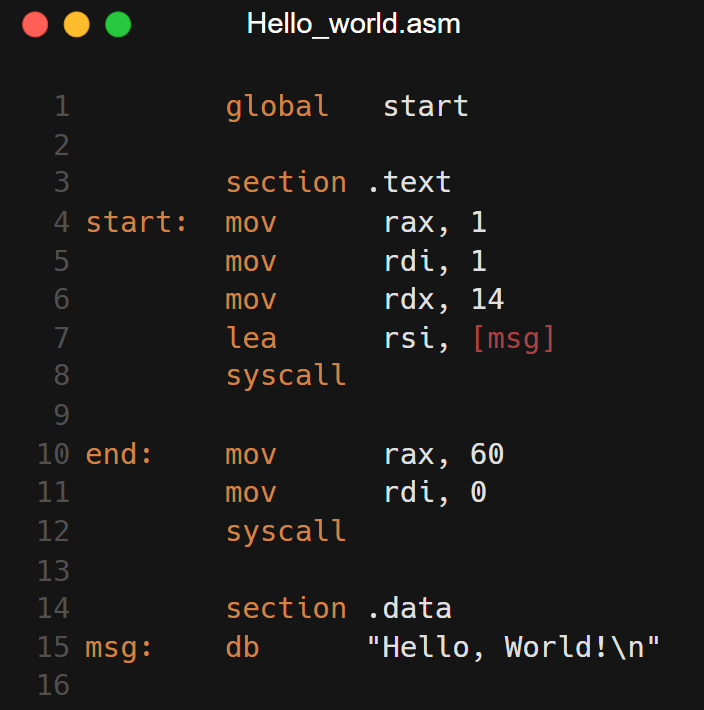 Hello_world.asm
1 global start
2
3 section .text
4 start: mov rax, 1
5 mov rdi, 1
6 mov rdx, 14
7 lea rsi, [msg]
8 syscall
9
10 end: mov rax, 60
11 mov rdi, 0
12 syscall
13
14 section .data
15 msg: db "Hello, World!\n"
16